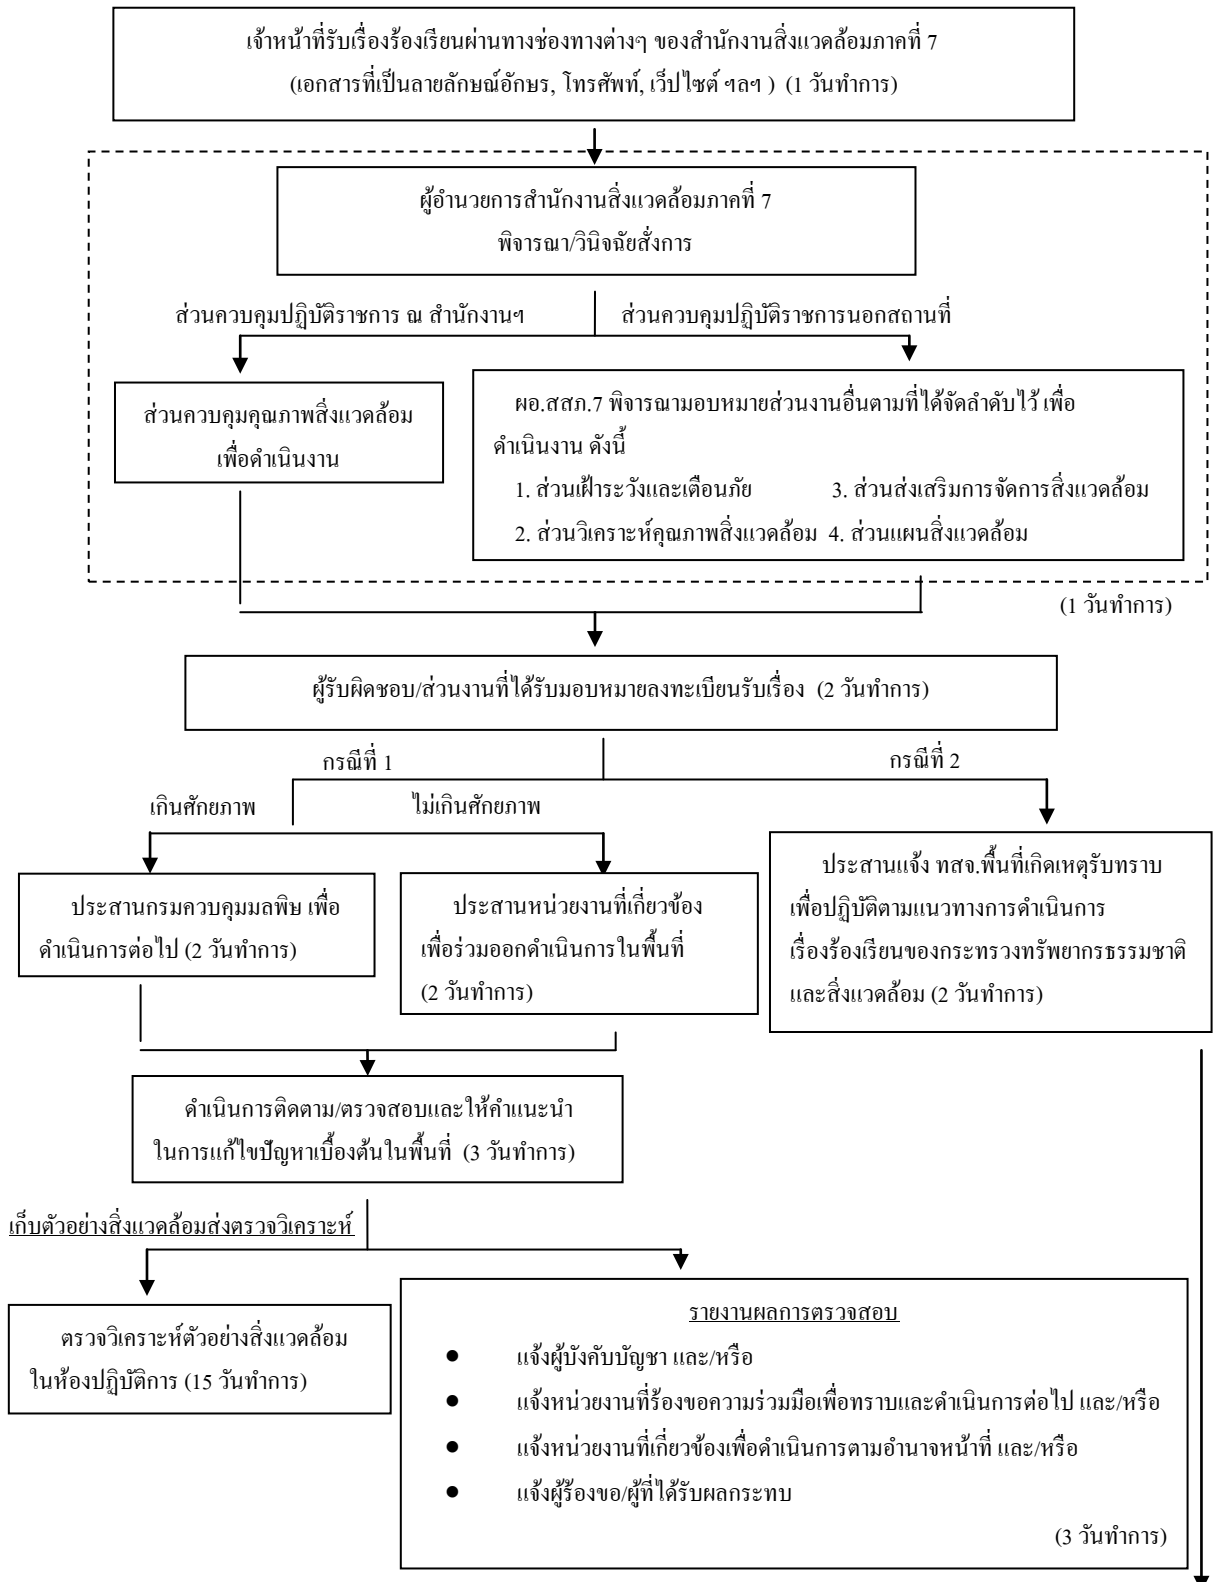 เจ้าหน้าที่รับเรื่องร้องเรียนผ่านทางช่องทางต่างๆ ของสำนักงานสิ่งแวดล้อมภาคที่ 7
(เอกสารที่เป็นลายลักษณ์อักษร, โทรศัพท์, เว็ปไซต์ ฯลฯ ) (1 วันทำการ)
ผู้อำนวยการสำนักงานสิ่งแวดล้อมภาคที่ 7
พิจารณา/วินิจฉัยสั่งการ
ส่วนควบคุมปฏิบัติราชการ ณ สำนักงานฯ
ส่วนควบคุมปฏิบัติราชการนอกสถานที่
ส่วนควบคุมคุณภาพสิ่งแวดล้อม
เพื่อดำเนินงาน
ผอ.สสภ.7 พิจารณามอบหมายส่วนงานอื่นตามที่ได้จัดลำดับไว้ เพื่อ
ดำเนินงาน ดังนี้
1. ส่วนเฝ้าระวังและเตือนภัย 3. ส่วนส่งเสริมการจัดการสิ่งแวดล้อม
2. ส่วนวิเคราะห์คุณภาพสิ่งแวดล้อม 4. ส่วนแผนสิ่งแวดล้อม
(1 วันทำการ)
ผู้รับผิดชอบ/ส่วนงานที่ได้รับมอบหมายลงทะเบียนรับเรื่อง (2 วันทำการ)
กรณีที่ 1
กรณีที่ 2
เกินศักยภาพ
ไม่เกินศักยภาพ
ประสานกรมควบคุมมลพิษ เพื่อ
ดำเนินการต่อไป (2 วันทำการ)
ประสานหน่วยงานที่เกี่ยวข้อง
เพื่อร่วมออกดำเนินการในพื้นที่
(2 วันทำการ)
ประสานแจ้ง ทสจ.พื้นที่เกิดเหตุรับทราบ
เพื่อปฏิบัติตามแนวทางการดำเนินการ
เรื่องร้องเรียนของกระทรวงทรัพยากรธรรมชาติ
และสิ่งแวดล้อม (2 วันทำการ)
ดำเนินการติดตาม/ตรวจสอบและให้คำแนะนำ
ในการแก้ไขปัญหาเบื้องต้นในพื้นที่ (3 วันทำการ)
เก็บตัวอย่างสิ่งแวดล้อมส่งตรวจวิเคราะห์
ตรวจวิเคราะห์ตัวอย่างสิ่งแวดล้อม
ในห้องปฏิบัติการ (15 วันทำการ)
รายงานผลการตรวจสอบ
● แจ้งผู้บังคับบัญชา และ/หรือ
● แจ้งหน่วยงานที่ร้องขอความร่วมมือเพื่อทราบและดำเนินการต่อไป และ/หรือ
● แจ้งหน่วยงานที่เกี่ยวข้องเพื่อดำเนินการตามอำนาจหน้าที่ และ/หรือ
● แจ้งผู้ร้องขอ/ผู้ที่ได้รับผลกระทบ
(3 วันทำการ)